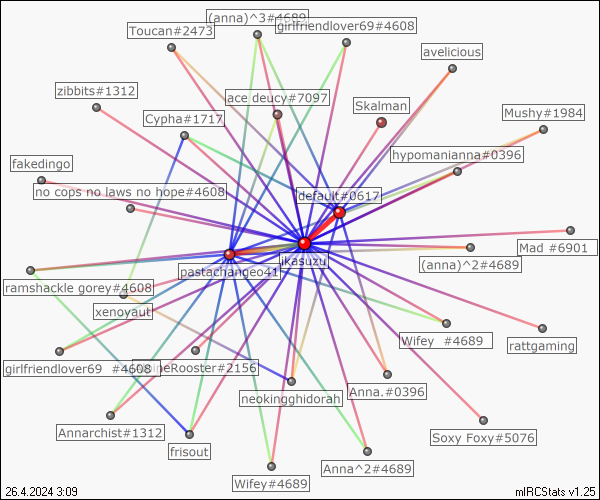 (anna)^3#4689
girlfriendlover69#4608
Toucan#2473
avelicious
zibbits#1312
ace deucy#7097
Skalman
Cypha#1717
Mushy#1984
hypomanianna#0396
fakedingo
no cops no laws no hope#4608
default#0617
Mad #6901
jkasuzu
(anna)^2#4689
pastachangeo41
ramshackle gorey#4608
xenoyaut
Wifey #4689
rattgaming
girlfriendlover69 #4608
ineRooster#2156
Anna.#0396
neokingghidorah
Annarchist#1312
Soxy Foxy#5076
frisout
Anna^2#4689
Wifey#4689
26.4.2024 3:09
mIRCStats v1.25